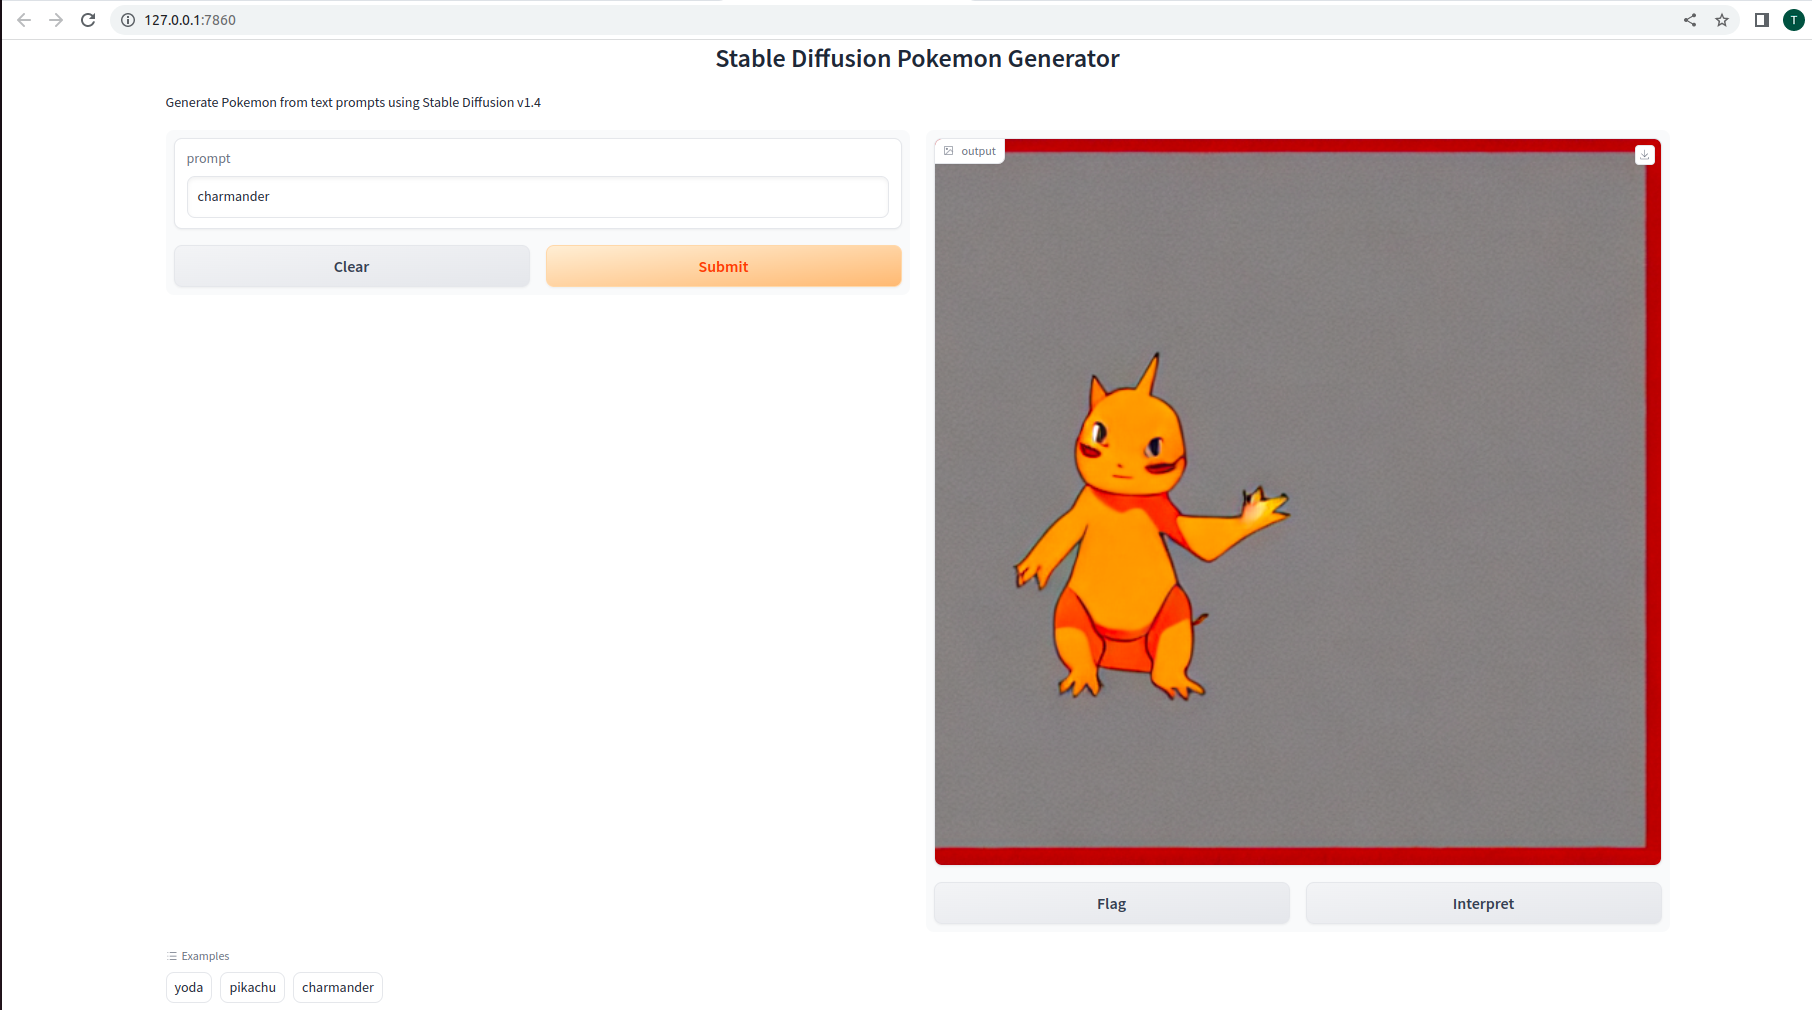 127.0.0.1:7860
T
Stable Diffusion Pokemon Generator
Generate Pokemon from text prompts using Stable Diffusion v1.4
prompt
charmander
Clear
Submit
output
Flag
Interpret
Examples
yoda
pikachu
charmander